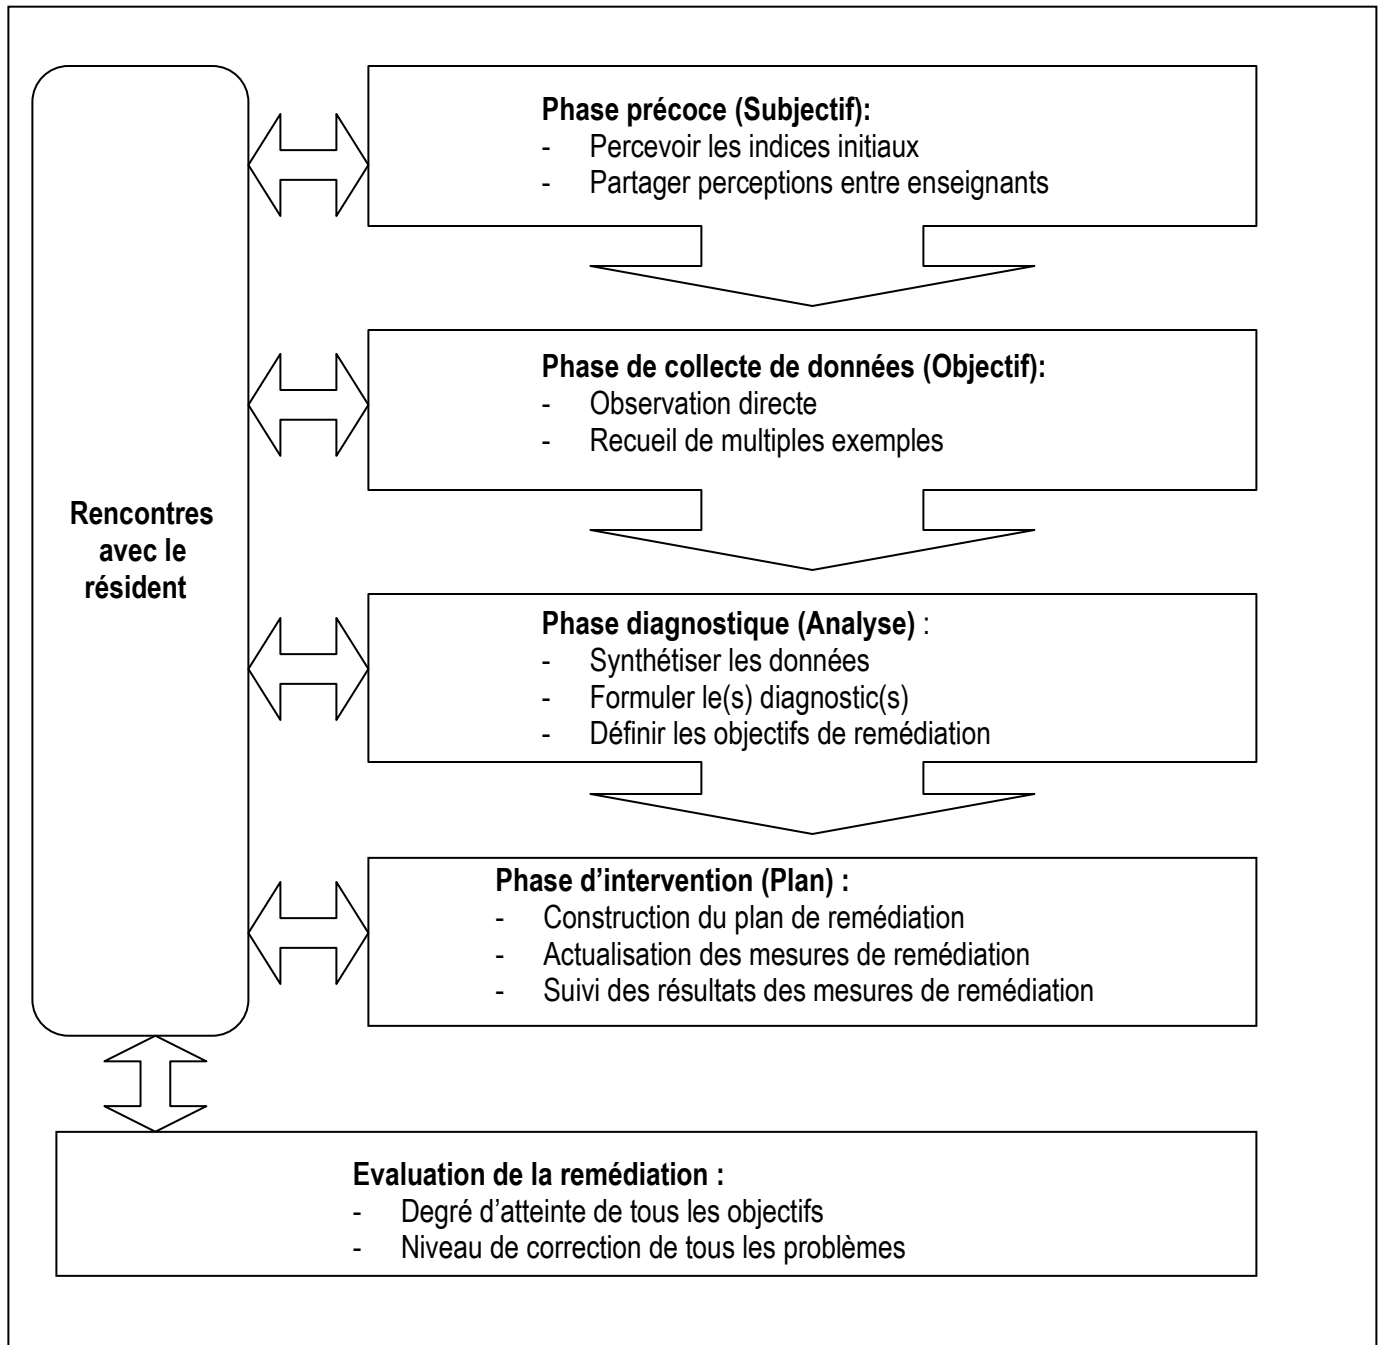 Phase précoce (Subjectif):
- Percevoir les indices initiaux
- Partager perceptions entre enseignants
Phase de collecte de données (Objectif):
- Observation directe
- Recueil de multiples exemples
Rencontres
avec le
résident
Phase diagnostique (Analyse) :
- Synthétiser les données
- Formuler le(s) diagnostic(s)
- Définir les objectifs de remédiation
Phase d’intervention (Plan) :
- Construction du plan de remédiation
- Actualisation des mesures de remédiation
- Suivi des résultats des mesures de remédiation
Evaluation de la remédiation :
- Degré d’atteinte de tous les objectifs
- Niveau de correction de tous les problèmes